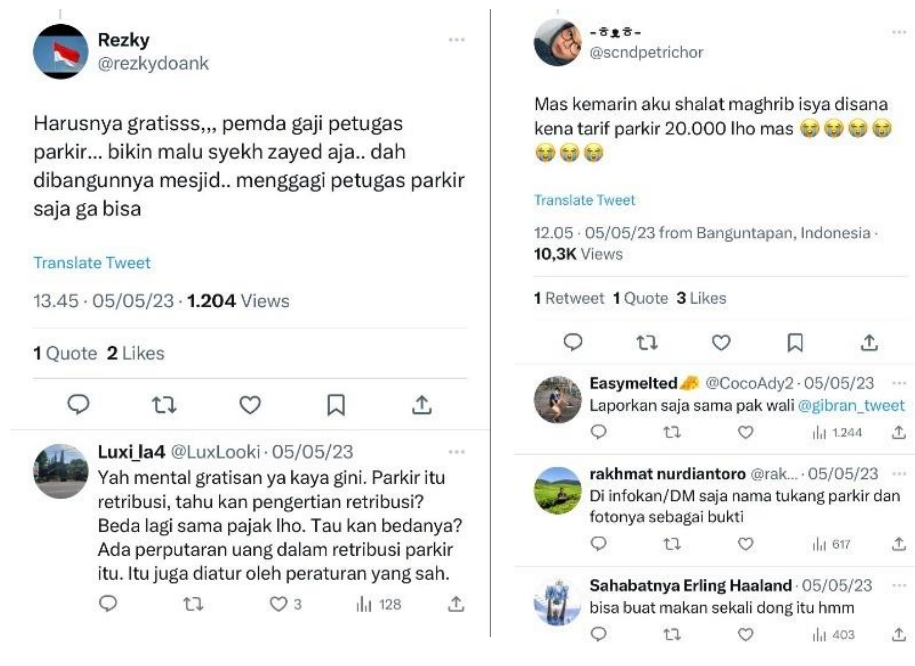 Rezky
@rezkydoank
Harusnya gratisss,,, pemda gaji petugas
parkir... bikin malu syekh zayed aja.. dah
dibangunnya mesjid.. menggagi petugas parkir
saja ga bisa
Translate Tweet
13.45 · 05/05/23 · 1.204 Views
1 Quote 2 Likes
Luxi_la4 @LuxLooki · 05/05/23
Yah mental gratisan ya kaya gini. Parkir itu
retribusi, tahu kan pengertian retribusi?
Beda lagi sama pajak lho. Tau kan bedanya?
Ada perputaran uang dalam retribusi parkir
itu. Itu juga diatur oleh peraturan yang sah.
3
128
-ㅎㅅㅎ-
@scndpetrichor
Mas kemarin aku shalat maghrib isya disana
kena tarif parkir 20.000 lho mas 😭😭😭😭
😭😭😭
Translate Tweet
12.05 · 05/05/23 from Banguntapan, Indonesia ·
10,3K Views
1 Retweet 1 Quote 3 Likes
Easymelted🧀 @CocoAdy2 · 05/05/23
Laporkan saja sama pak wali @gibran_tweet
1.244
rakhmat nurdiantoro @rak... · 05/05/23
Di infokan/DM saja nama tukang parkir dan
fotonya sebagai bukti
617
Sahabatnya Erling Haaland · 05/05/23
bisa buat makan sekali dong itu hmm
403